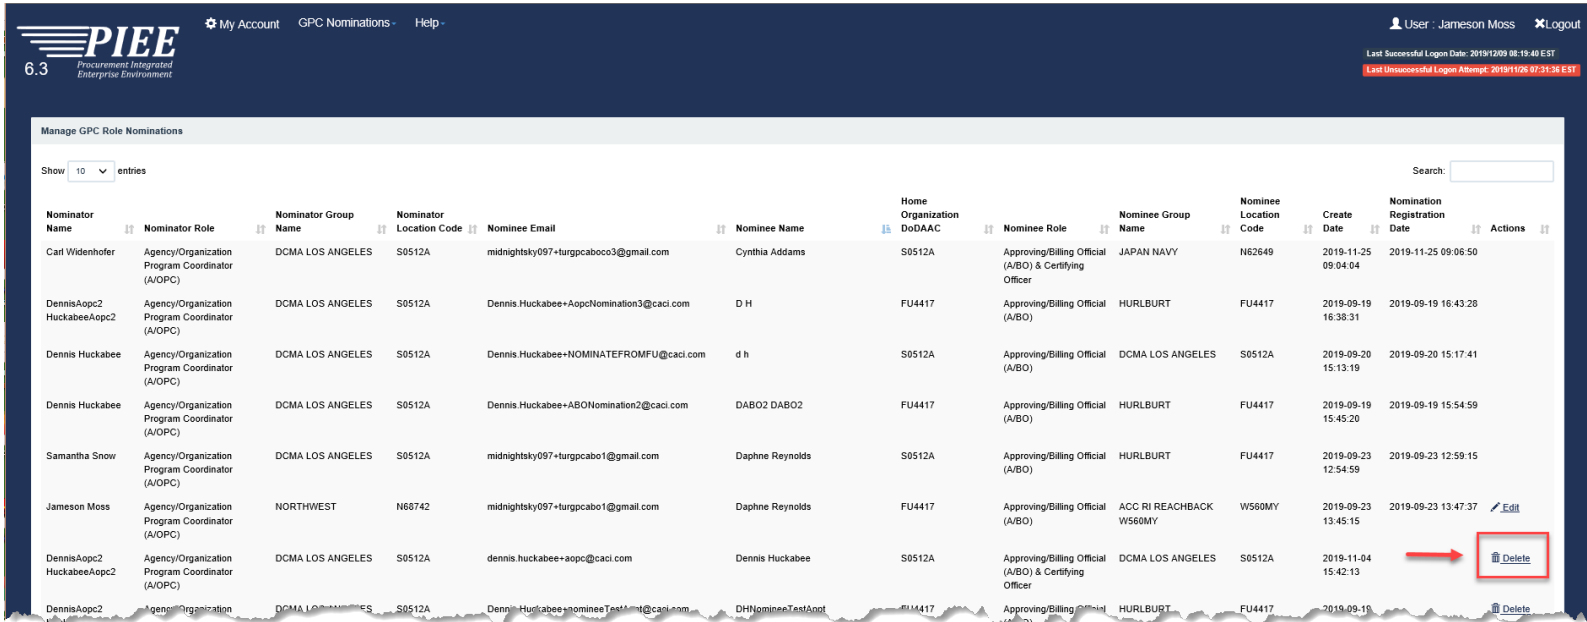 My Account GPC Nominations Help User : Jameson Moss Logout
PIEE
Procurement Integrated
Enterprise Environment
6.3
Last Successful Logon Date: 2019/12/09 08:19:40 EST
Last Unsuccessful Logon Attempt: 2019/11/26 07:31:36 EST
Manage GPC Role Nominations
Show 10 entries Search:
Nominator Name Nominator Role Nominator Group Name Nominator Location Code Nominee Email Nominee Name Home Organization DoDAAC Nominee Role Nominee Group Name Nominee Location Code Create Date Nomination Registration Date Actions
Carl Widenhofer Agency/Organization Program Coordinator (A/OPC) DCMA LOS ANGELES S0512A midnightsky097+turgpcaboco3@gmail.com Cynthia Addams S0512A Approving/Billing Official (A/BO) & Certifying Officer JAPAN NAVY N62649 2019-11-25 09:04:04 2019-11-25 09:06:50
DennisAopc2 HuckabeeAopc2 Agency/Organization Program Coordinator (A/OPC) DCMA LOS ANGELES S0512A Dennis.Huckabee+AopcNomination3@caci.com D H FU4417 Approving/Billing Official (A/BO) HURLBURT FU4417 2019-09-19 16:38:31 2019-09-19 16:43:28
Dennis Huckabee Agency/Organization Program Coordinator (A/OPC) DCMA LOS ANGELES S0512A Dennis.Huckabee+NOMINATEFROMFU@caci.com d h S0512A Approving/Billing Official (A/BO) DCMA LOS ANGELES S0512A 2019-09-20 15:13:19 2019-09-20 15:17:41
Dennis Huckabee Agency/Organization Program Coordinator (A/OPC) DCMA LOS ANGELES S0512A Dennis.Huckabee+ABONomination2@caci.com DABO2 DABO2 FU4417 Approving/Billing Official (A/BO) HURLBURT FU4417 2019-09-19 15:45:20 2019-09-19 15:54:59
Samantha Snow Agency/Organization Program Coordinator (A/OPC) DCMA LOS ANGELES S0512A midnightsky097+turgpcabo1@gmail.com Daphne Reynolds S0512A Approving/Billing Official (A/BO) HURLBURT FU4417 2019-09-23 12:54:59 2019-09-23 12:59:15
Jameson Moss Agency/Organization Program Coordinator (A/OPC) NORTHWEST N68742 midnightsky097+turgpcabo1@gmail.com Daphne Reynolds FU4417 Approving/Billing Official (A/BO) ACC RI REACHBACK W560MY W560MY 2019-09-23 13:45:15 2019-09-23 13:47:37 Edit
DennisAopc2 HuckabeeAopc2 Agency/Organization Program Coordinator (A/OPC) DCMA LOS ANGELES S0512A dennis.huckabee+aopc@caci.com Dennis Huckabee S0512A Approving/Billing Official (A/BO) & Certifying Officer DCMA LOS ANGELES S0512A 2019-11-04 15:42:13 Delete
DennisAopc2 Agency/Organization S0512A DHNomineeTestAppt FU4417 Approving/Billing HURLBURT FU4417 2019-09-19 Delete